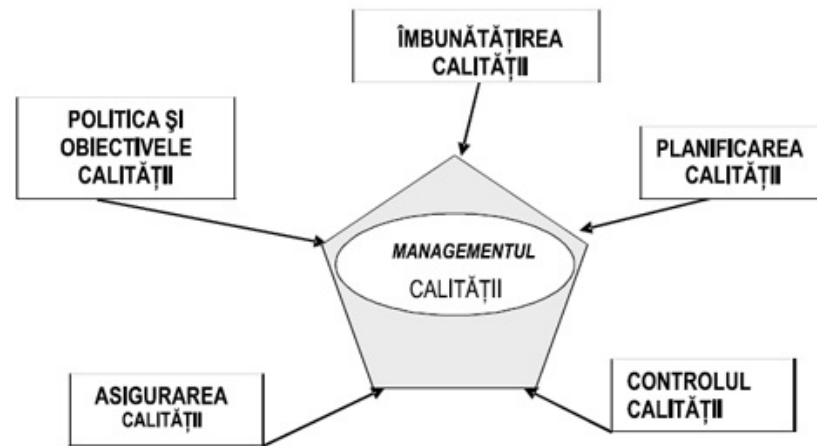 ÎMBUNĂTĂȚIREA
CALITĂȚII
POLITICA ŞI
OBIECTIVELE
CALITĂȚII
PLANIFICAREA
CALITĂȚII
MANAGEMENTUL
CALITĂȚII
ASIGURAREA
CALITĂȚII
CONTROLUL
CALITĂȚII